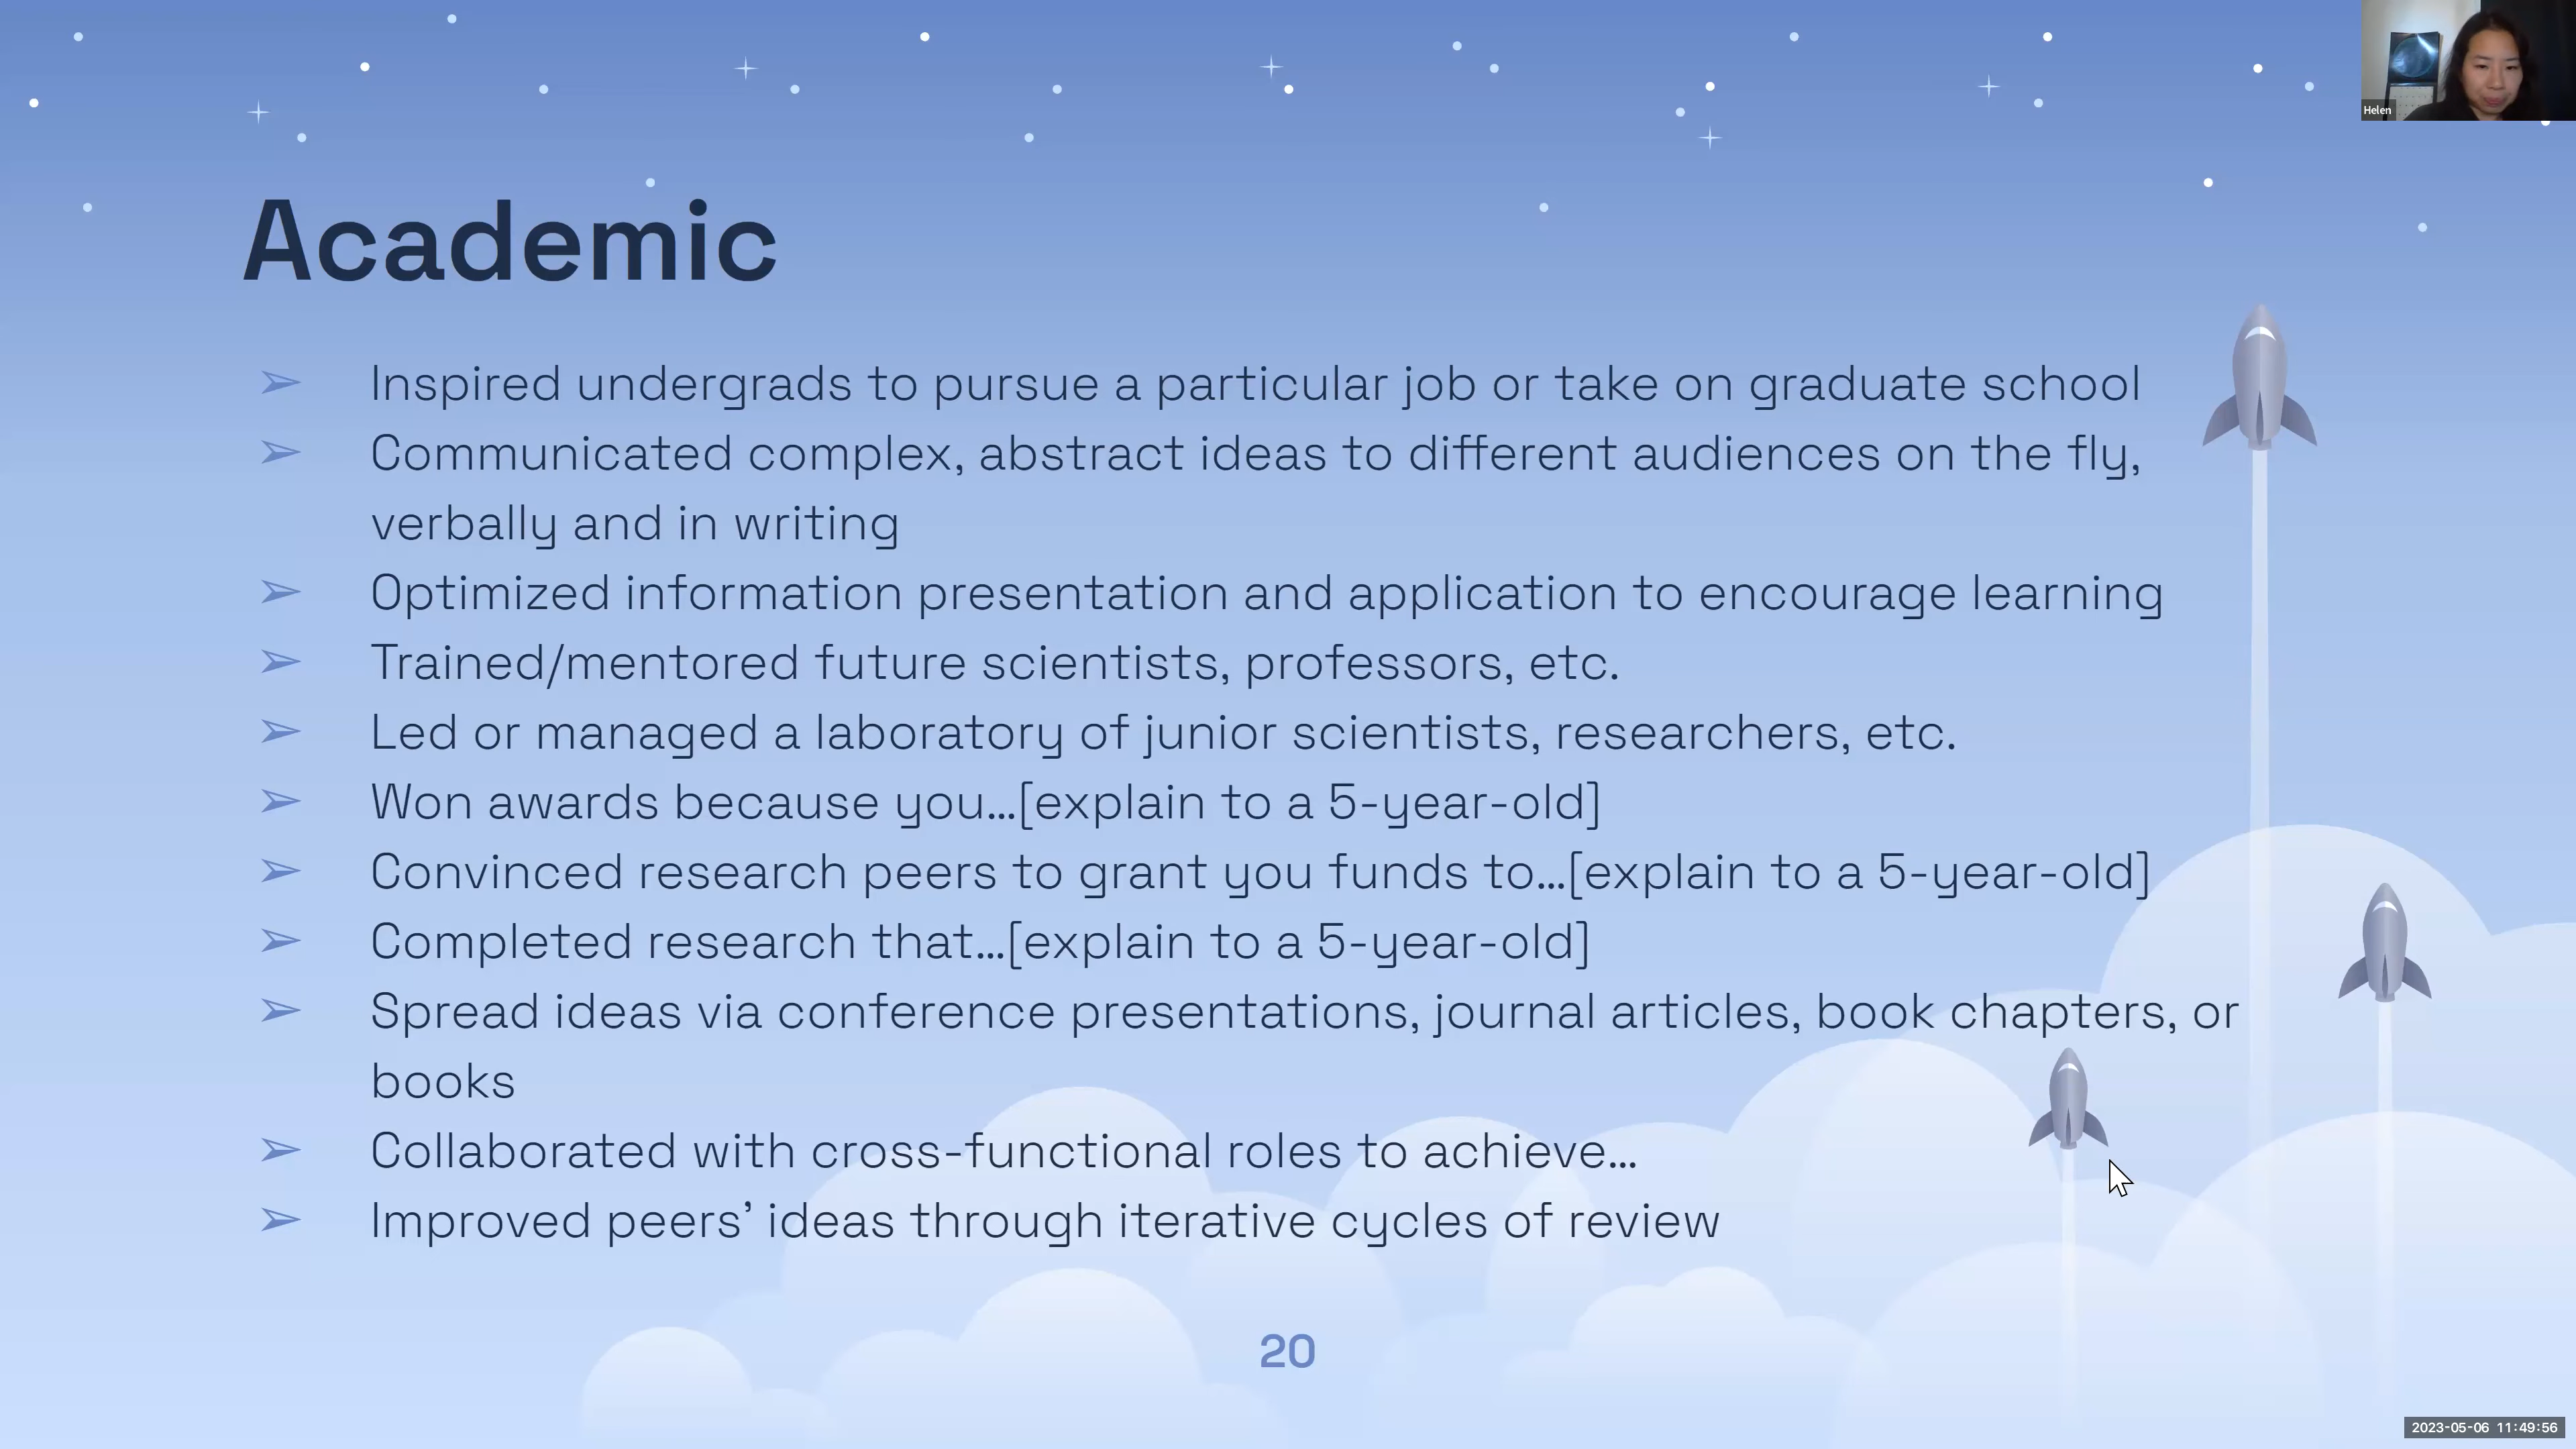 Helen
Academic
➢ Inspired undergrads to pursue a particular job or take on graduate school
➢ Communicated complex, abstract ideas to different audiences on the fly,
verbally and in writing
➢ Optimized information presentation and application to encourage learning
➢ Trained/mentored future scientists, professors, etc.
➢ Led or managed a laboratory of junior scientists, researchers, etc.
➢ Won awards because you…[explain to a 5-year-old]
➢ Convinced research peers to grant you funds to…[explain to a 5-year-old]
➢ Completed research that…[explain to a 5-year-old]
➢ Spread ideas via conference presentations, journal articles, book chapters, or
books
➢ Collaborated with cross-functional roles to achieve…
➢ Improved peers’ ideas through iterative cycles of review
20
2023-05-06 11:49:56